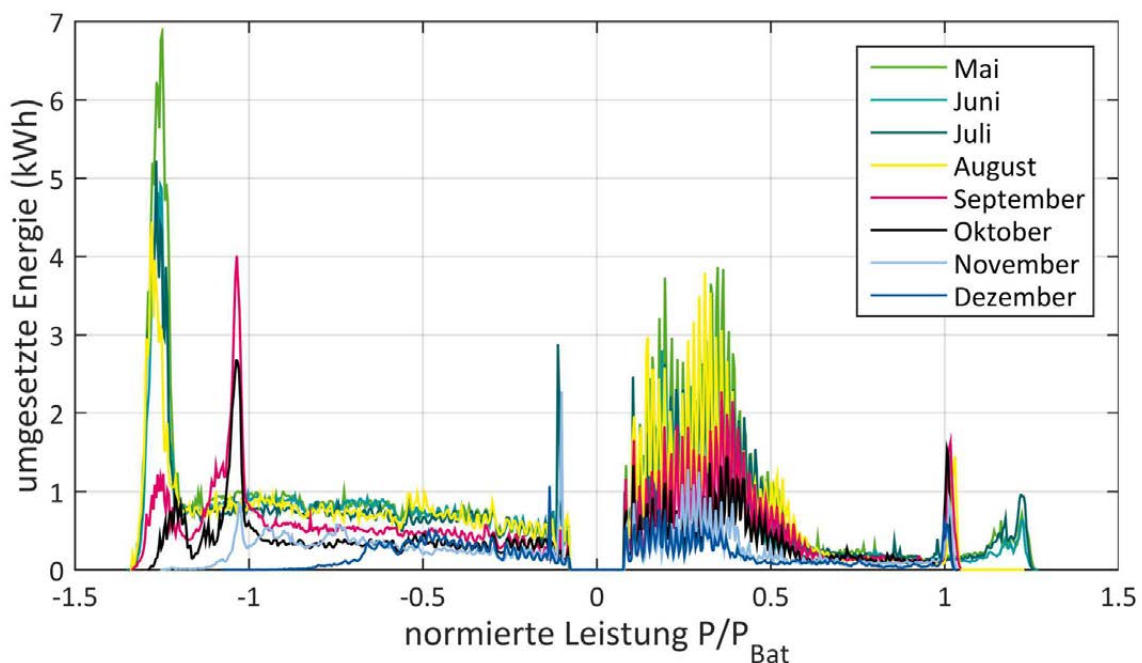 7
6
5
4
3
2
1
0
umgesetzte Energie (kWh)
-1.5
-1
-0.5
0
0.5
1
1.5
normierte Leistung P/P_Bat
Mai
Juni
Juli
August
September
Oktober
November
Dezember